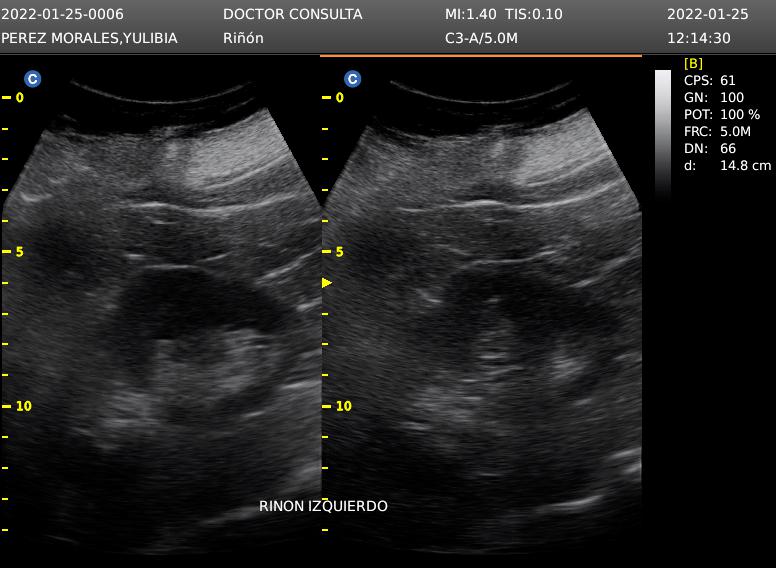 2022-01-25-0006 DOCTOR CONSULTA MI:1.40 TIS:0.10 2022-01-25
PEREZ MORALES,YULIBIA Riñón C3-A/5.0M 12:14:30
C C
[B]
CPS: 61
GN: 100
POT: 100 %
FRC: 5.0M
DN: 66
d: 14.8 cm
0 0
5 5
10 10
RINON IZQUIERDO